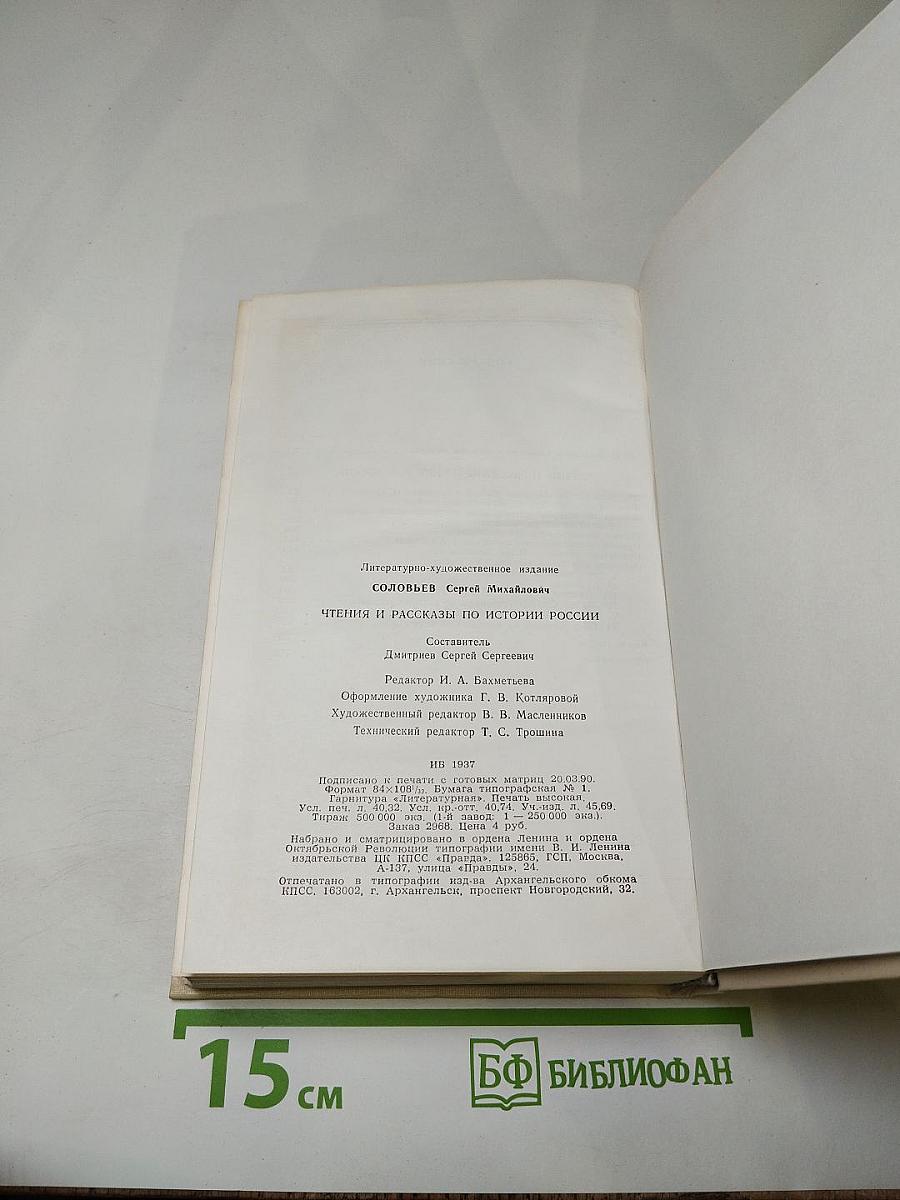 Литературно-художественное издание
СОЛОВЬЕВ Сергей Михайлович
ЧТЕНИЯ И РАССКАЗЫ ПО ИСТОРИИ РОССИИ
Составитель
Дмитриев Сергей Сергеевич
Редактор И. А. Бахметьева
Оформление художника Г. В. Котляровой
Художественный редактор В. В. Масленников
Технический редактор Т. С. Трошина
ИБ 1937
Подписано к печати с готовых матриц 20.03.90.
Формат 84×108¹/₃₂. Бумага типографская № 1.
Гарнитура «Литературная». Печать высокая.
Усл. печ. л. 40,32. Усл. кр.-отт. 40,74. Уч.-изд. л. 45,69.
Тираж 500 000 экз. (1-й завод: 1 — 250 000 экз.).
Заказ 2968. Цена 4 руб.
Набрано и сматрицировано в ордена Ленина и ордена
Октябрьской Революции типографии имени В. И. Ленина
издательства ЦК КПСС «Правда». 125865, ГСП, Москва,
А-137, улица «Правды», 24.
Отпечатано в типографии изд-ва Архангельского обкома
КПСС. 163002, г. Архангельск, проспект Новгородский, 32.
15 см
БФ БИБЛИОФАН